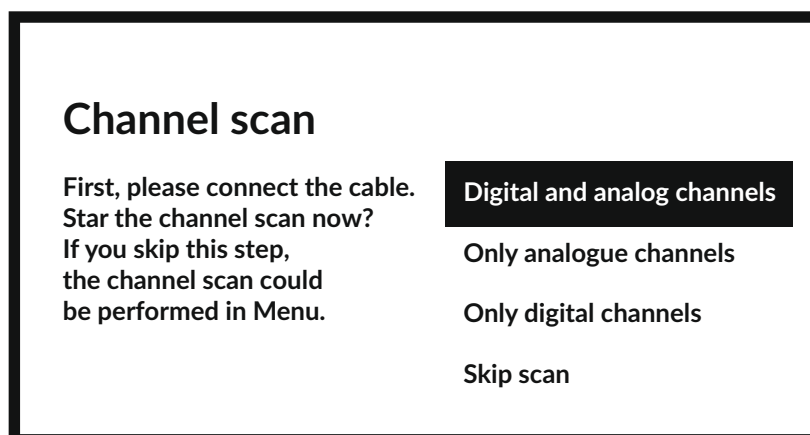 Channel scan
First, please connect the cable.
Star the channel scan now?
If you skip this step,
the channel scan could
be performed in Menu.
Digital and analog channels
Only analogue channels
Only digital channels
Skip scan